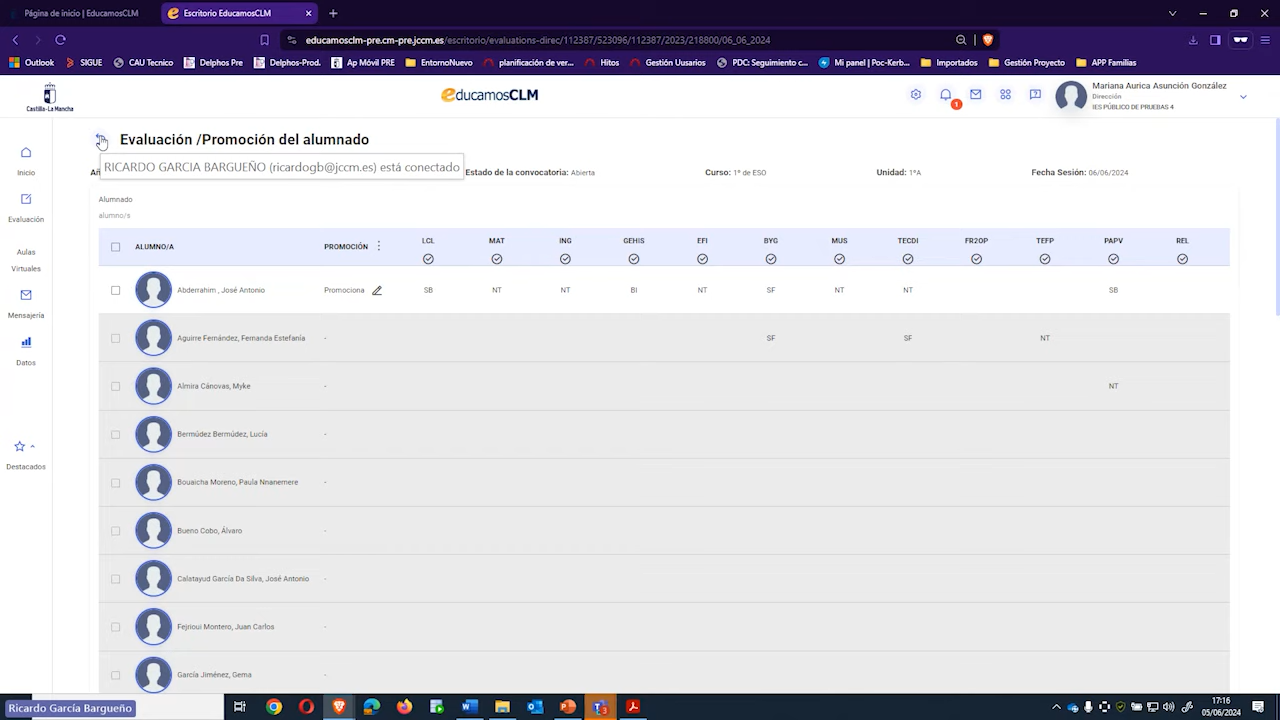 Página de inicio | EducamosCLM
Escritorio EducamosCLM
educamosclm-pre.cm-pre.jccm.es/escritorio/evaluations-direc/112387/523096/112387/2023/218800/06_06_2024
Outlook
SIGUE
CAU Tecnico
Delphos-Prod.
Ap Móvil PRE
EntornoNuevo
planificación de ver...
Hitos
Gestión Usuarios
PDC Seguimiento c...
Mi panel | Poc-Kerb...
Importados
Gestión Proyecto
APP Familias
Castilla-La Mancha
educamosCLM
1
Mariana Aurica Asunción González
Dirección
IES PÚBLICO DE PRUEBAS 4
Inicio
Evaluación
Aulas
Virtuales
Mensajería
Datos
Destacados
Evaluación /Promoción del alumnado
RICARDO GARCIA BARGUEÑO (ricardogb@jccm.es) está conectado
Estado de la convocatoria: Abierta
Curso: 1º de ESO
Unidad: 1ºA
Fecha Sesión: 06/06/2024
Alumnado
alumno/s
ALUMNO/A PROMOCIÓN LCL MAT ING GEHIS EFI BYG MUS TECDI FR2OP TEFP PAPV REL
Abderrahim , José Antonio Promociona SB NT NT BI NT SF NT NT SB
Aguirre Fernández, Fernanda Estefanía - SF SF NT
Almira Cánovas, Myke - NT
Bermúdez Bermúdez, Lucía -
Bouaicha Moreno, Paula Nnanemere -
Bueno Cobo, Álvaro -
Calatayud García Da Silva, José Antonio -
Fejrioui Montero, Juan Carlos -
García Jiménez, Gema -
Ricardo García Bargueño
17:16
05/06/2024